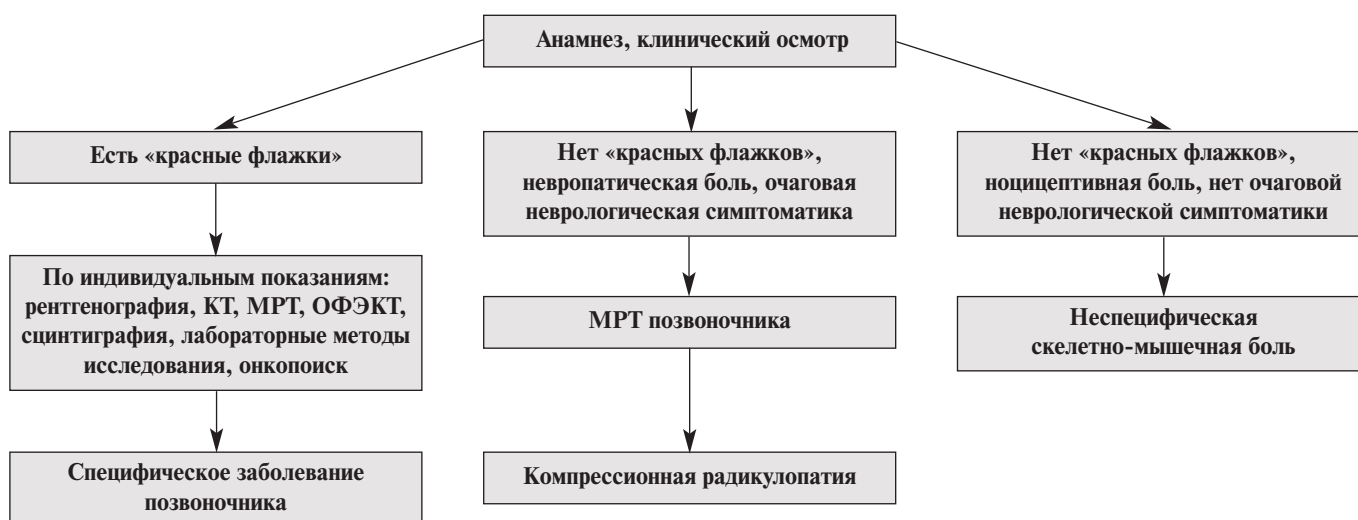 Анамнез, клинический осмотр
Есть «красные флажки»
Нет «красных флажков»,
невропатическая боль, очаговая
неврологическая симптоматика
Нет «красных флажков»,
ноцицептивная боль, нет очаговой
неврологической симптоматики
По индивидуальным показаниям:
рентгенография, КТ, МРТ, ОФЭКТ,
сцинтиграфия, лабораторные методы
исследования, онкопоиск
МРТ позвоночника
Неспецифическая
скелетно-мышечная боль
Специфическое заболевание
позвоночника
Компрессионная радикулопатия